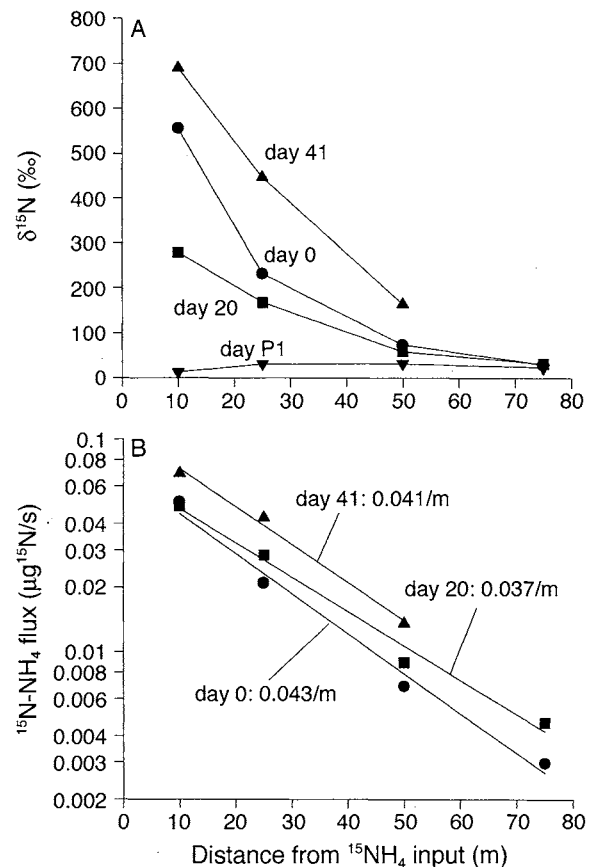 A
800
700
600
500
400
300
200
100
0
δ¹⁵N (‰)
day 41
day 0
day 20
day P1
0 10 20 30 40 50 60 70 80
B
0.1
0.08
0.06
0.04
0.03
0.02
0.01
0.008
0.006
0.004
0.003
0.002
¹⁵N-NH₄ flux (µg¹⁵N/s)
day 41: 0.041/m
day 20: 0.037/m
day 0: 0.043/m
0 10 20 30 40 50 60 70 80
Distance from ¹⁵NH₄ input (m)